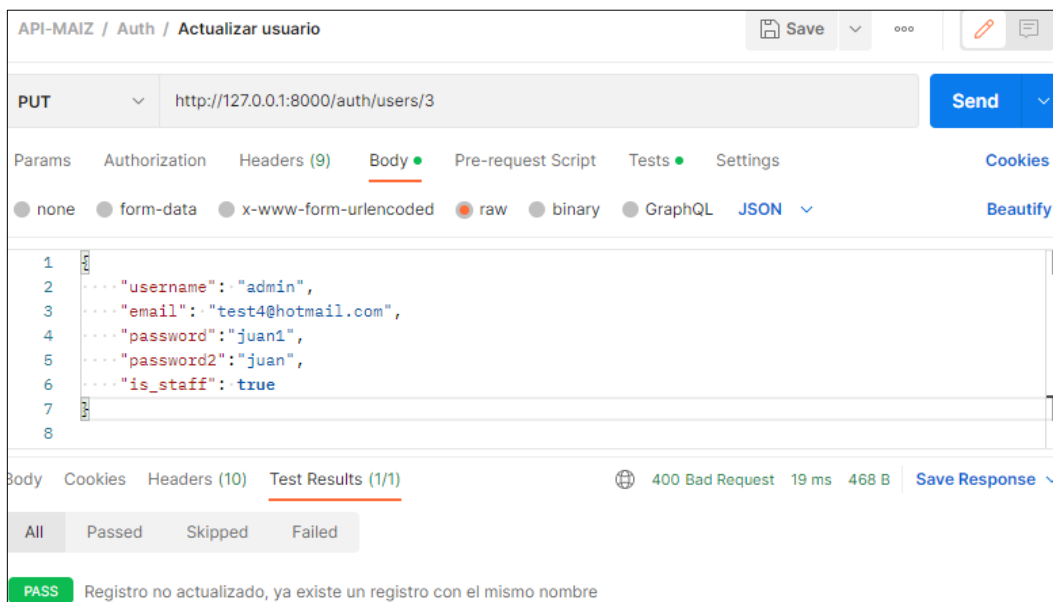 API-MAIZ / Auth / Actualizar usuario Save ooo
PUT http://127.0.0.1:8000/auth/users/3 Send
Params Authorization Headers (9) Body Pre-request Script Tests Settings Cookies
none form-data x-www-form-urlencoded raw binary GraphQL JSON Beautify
1 {
2 "username": "admin",
3 "email": "test4@hotmail.com",
4 "password":"juan1",
5 "password2":"juan",
6 "is_staff": true
7 }
8
Body Cookies Headers (10) Test Results (1/1) 400 Bad Request 19 ms 468 B Save Response
All Passed Skipped Failed
PASS Registro no actualizado, ya existe un registro con el mismo nombre